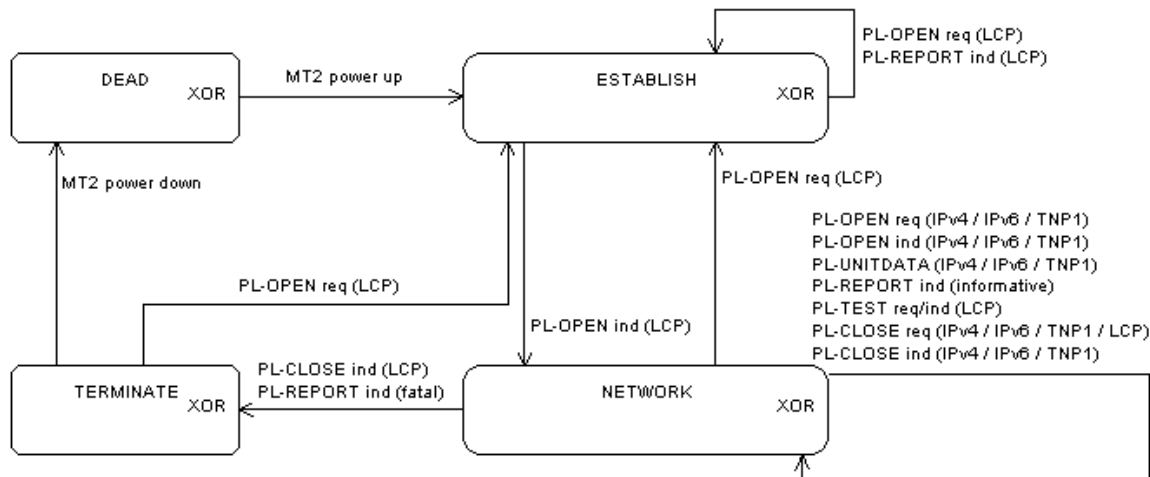 PL-OPEN req (LCP)
PL-REPORT ind (LCP)
DEAD
XOR
MT2 power up
ESTABLISH
XOR
MT2 power down
PL-OPEN req (LCP)
PL-OPEN req (IPv4 / IPv6 / TNP1)
PL-OPEN ind (IPv4 / IPv6 / TNP1)
PL-UNITDATA (IPv4 / IPv6 / TNP1)
PL-REPORT ind (informative)
PL-TEST req/ind (LCP)
PL-CLOSE req (IPv4 / IPv6 / TNP1 / LCP)
PL-CLOSE ind (IPv4 / IPv6 / TNP1)
PL-OPEN req (LCP)
PL-OPEN ind (LCP)
TERMINATE
XOR
PL-CLOSE ind (LCP)
PL-REPORT ind (fatal)
NETWORK
XOR